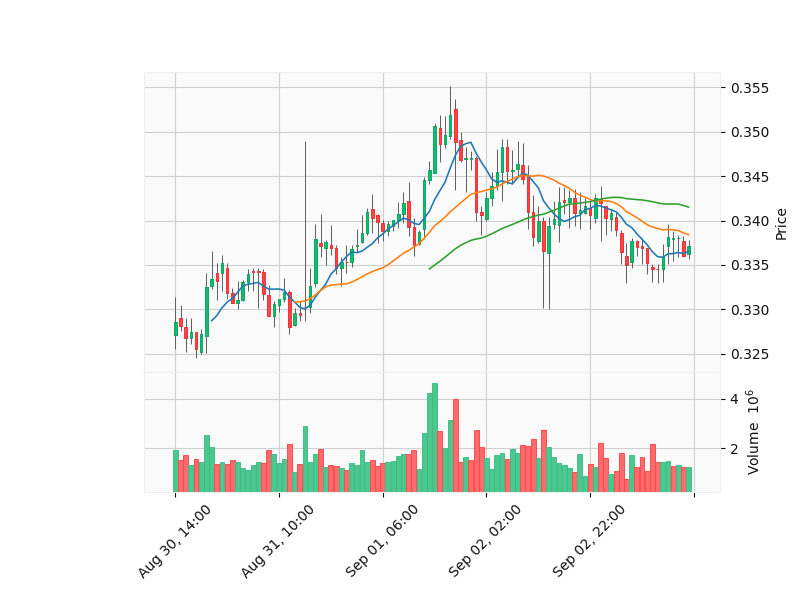 0.355
0.350
0.345
0.340
0.335
0.330
0.325
Price
4
2
Volume 10^6
Aug 30, 14:00
Aug 31, 10:00
Sep 01, 06:00
Sep 02, 02:00
Sep 02, 22:00